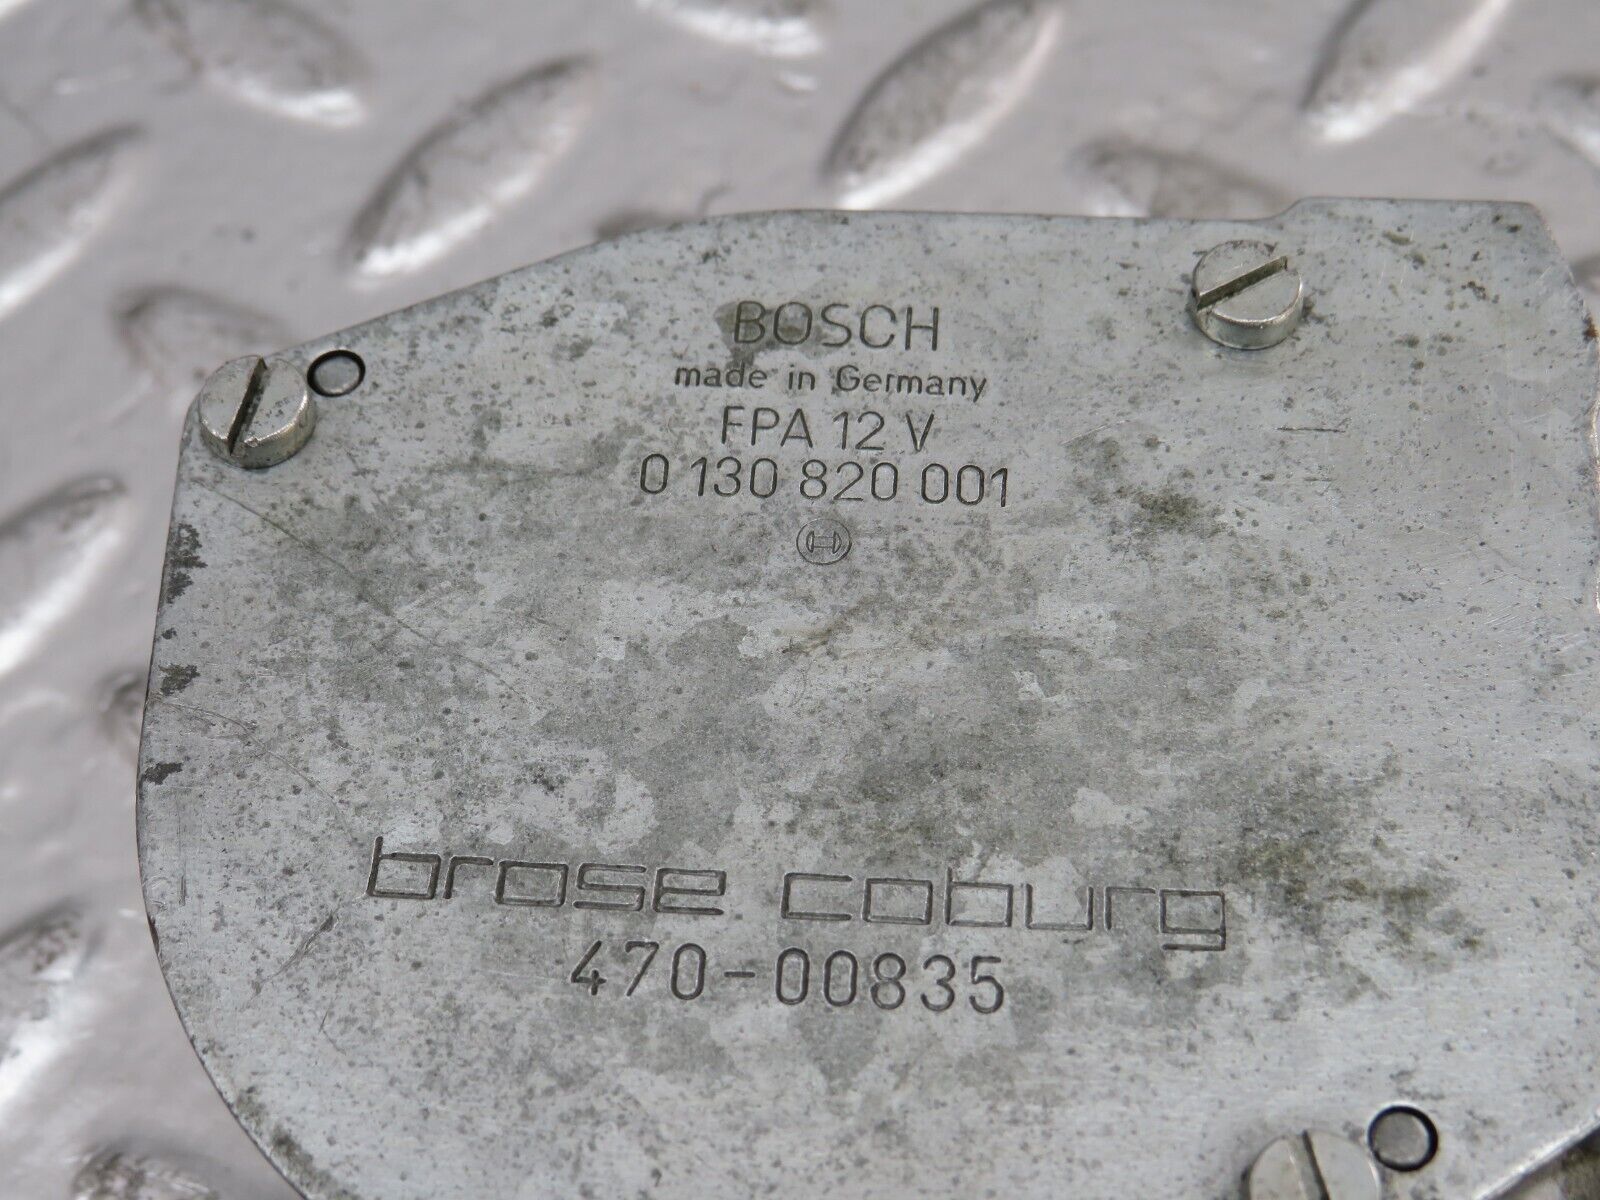 BOSCH
made in Germany
FPA 12 V
0 130 820 001
brose coburg
470-00835